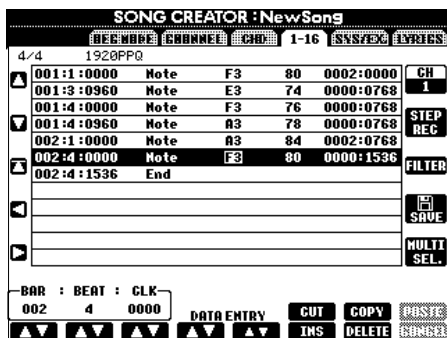 SONG CREATOR : NewSong
REC MODE CHANNEL CHD 1-16 SYS/EX. LYRICS
4/4 1920PPQ
001:1:0000 Note F3 80 0002:0000
001:3:0960 Note E3 74 0000:0768
001:4:0000 Note F3 76 0000:0768
001:4:0960 Note A3 78 0000:0768
002:1:0000 Note A3 84 0002:0768
002:4:0000 Note F3 80 0000:1536
002:4:1536 End
CH
1
STEP
REC
FILTER
SAVE
MULTI
SEL.
BAR : BEAT : CLK
002 4 0000
DATA ENTRY
CUT COPY PASTE
INS DELETE CANCEL